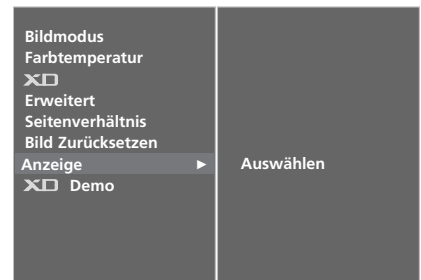 Bildmodus
Farbtemperatur
XD
Erweitert
Seitenverhältnis
Bild Zurücksetzen
Anzeige ► Auswählen
XD Demo